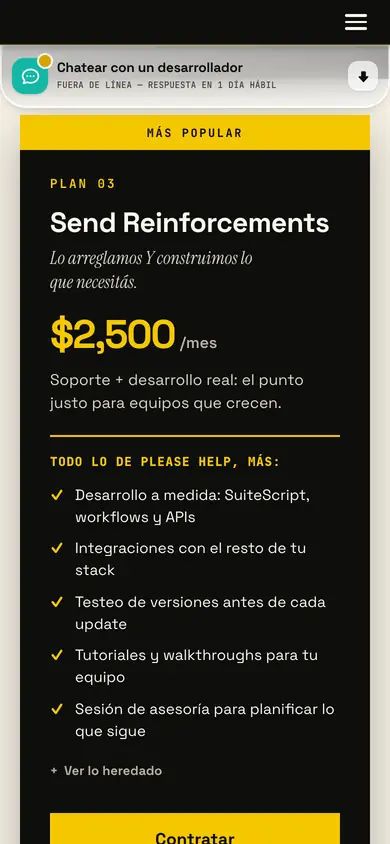 Chatear con un desarrollador
FUERA DE LÍNEA — RESPUESTA EN 1 DÍA HÁBIL
MÁS POPULAR
PLAN 03
Send Reinforcements
Lo arreglamos Y construimos lo
que necesitás.
$2,500 /mes
Soporte + desarrollo real: el punto
justo para equipos que crecen.
TODO LO DE PLEASE HELP, MÁS:
Desarrollo a medida: SuiteScript,
workflows y APIs
Integraciones con el resto de tu
stack
Testeo de versiones antes de cada
update
Tutoriales y walkthroughs para tu
equipo
Sesión de asesoría para planificar lo
que sigue
+ Ver lo heredado
Contratar